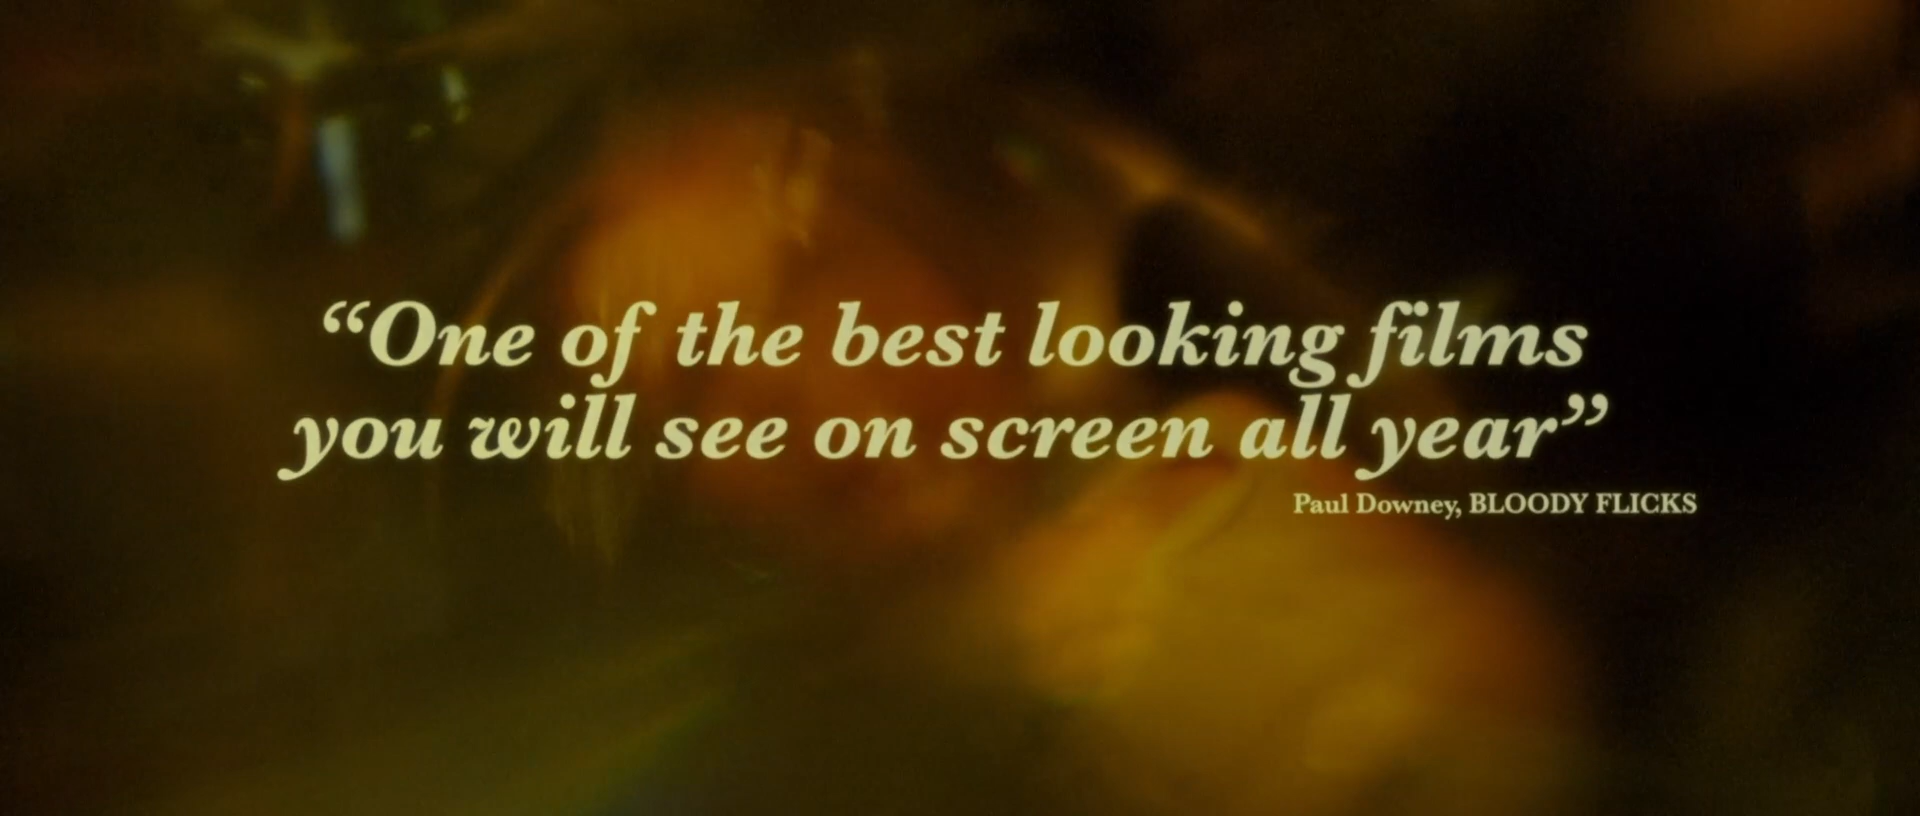 “One of the best looking films
you will see on screen all year”
Paul Downey, BLOODY FLICKS